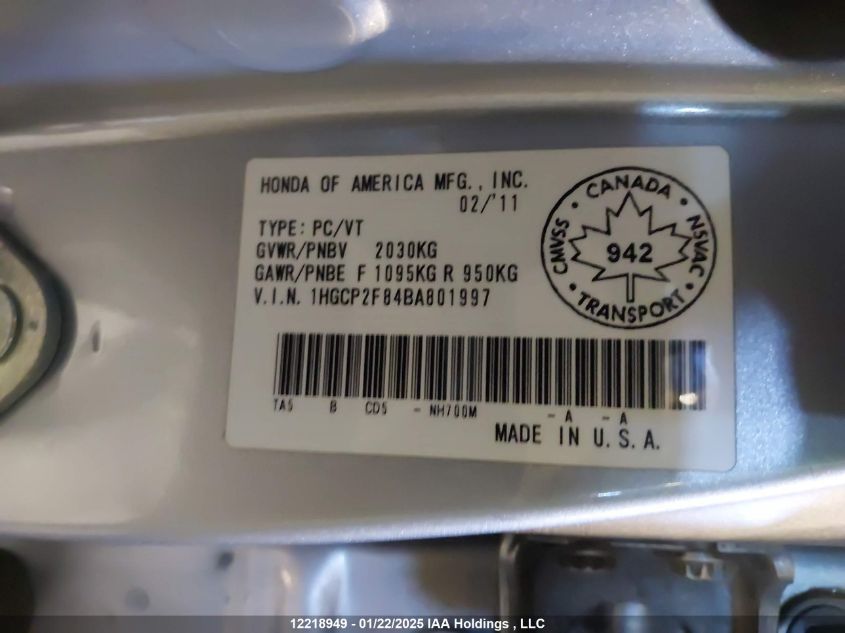 HONDA OF AMERICA MFG., INC.
02/'11
TYPE: PC/VT
GVWR/PNBV 2030KG
GAWR/PNBE F 1095KG R 950KG
V.I.N. 1HGCP2F84BA801997
CANADA
CMVSS
942
NSVAC
TRANSPORT
TA5 B CD5 - NH700M - A - A
MADE IN U.S.A.
12218949 - 01/22/2025 IAA Holdings , LLC